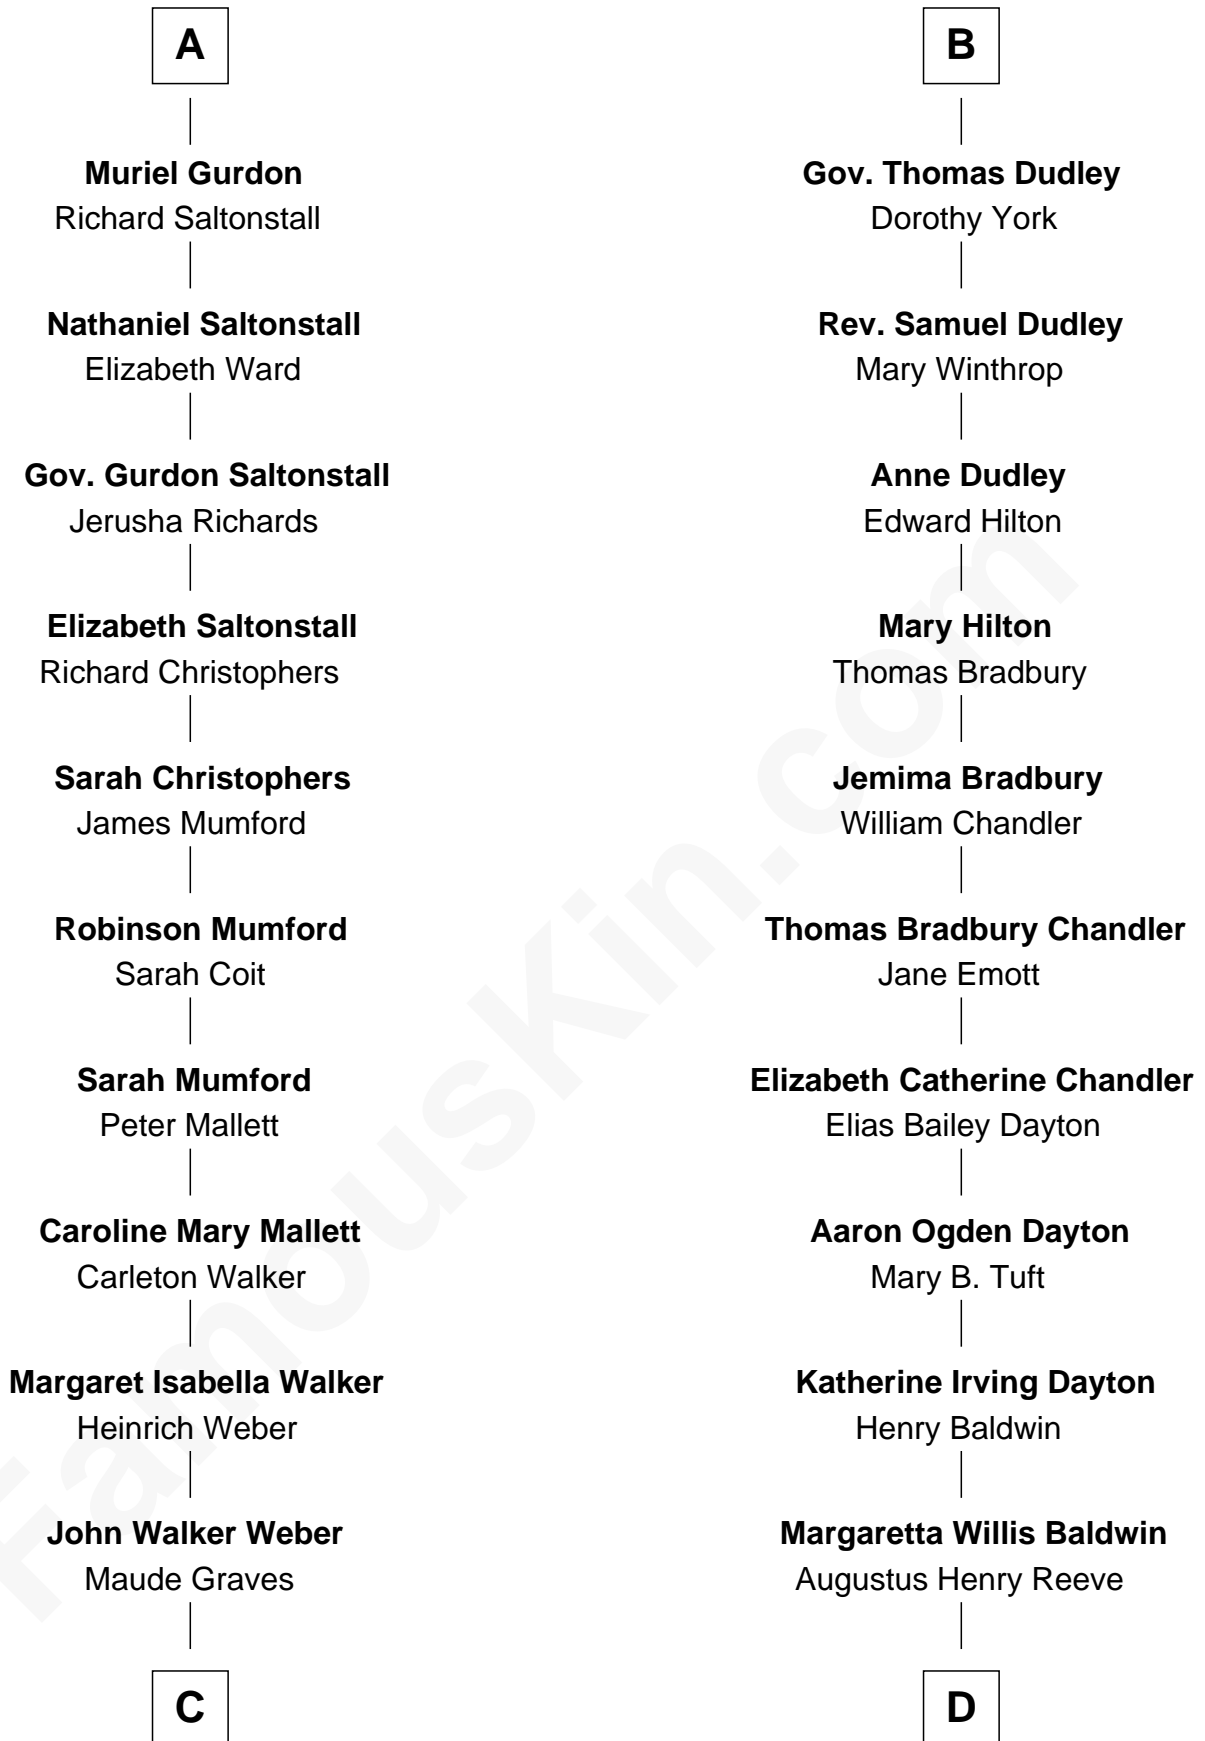 A
Muriel Gurdon
Richard Saltonstall
Nathaniel Saltonstall
Elizabeth Ward
Gov. Gurdon Saltonstall
Jerusha Richards
Elizabeth Saltonstall
Richard Christophers
Sarah Christophers
James Mumford
Robinson Mumford
Sarah Coit
Sarah Mumford
Peter Mallett
Caroline Mary Mallett
Carleton Walker
Margaret Isabella Walker
Heinrich Weber
John Walker Weber
Maude Graves
C
B
Gov. Thomas Dudley
Dorothy York
Rev. Samuel Dudley
Mary Winthrop
Anne Dudley
Edward Hilton
Mary Hilton
Thomas Bradbury
Jemima Bradbury
William Chandler
Thomas Bradbury Chandler
Jane Emott
Elizabeth Catherine Chandler
Elias Bailey Dayton
Aaron Ogden Dayton
Mary B. Tuft
Katherine Irving Dayton
Henry Baldwin
Margaretta Willis Baldwin
Augustus Henry Reeve
D
FamousKin.com